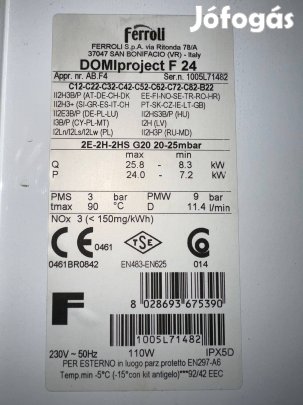 Jófogás
Ferroli
FERROLI S.p.A. via Ritonda 78/A
37047 SAN BONIFACIO (VR) - Italy
DOMIproject F 24
Appr. nr. AB.F4 Ser.n. 1005L71482
C12-C22-C32-C42-C52-C62-C72-C82-B22
II2H3B/P (AT-DE-CH-DK EE-FI-NO-SE-TR-RO-HR)
II2H3+ (SI-GR-ES-IT-CH PT-SK-CZ-IE-LT-GB)
II2E3B/P (DE-PL-LU) II2H3B/P (HU-CY-MT)
I3B/P (CY-PL-MT) I2H (LV)
I2Ln/I2Ls/I2Lw (PL) II2H3P (RU-MD)
2E-2H-2HS G20 20-25mbar
max min
Q 25.8 - 8.3 kW
P 24.0 - 7.2 kW
PMS 3 bar PMW 9 bar
tmax 90 °C D 11.4 l/min
NOx 3 (<150mg/kWh)
CE 0461 TSE
0461BR0842 EN483-EN625 014
F
8 028693 675390
1005L71482
230V ~ 50Hz 110W IPX5D
PER ESTERNO in luogo parz protetto EN297-A6
Temp.min -5°C (-15°con kit antigelo)***92/42 EEC